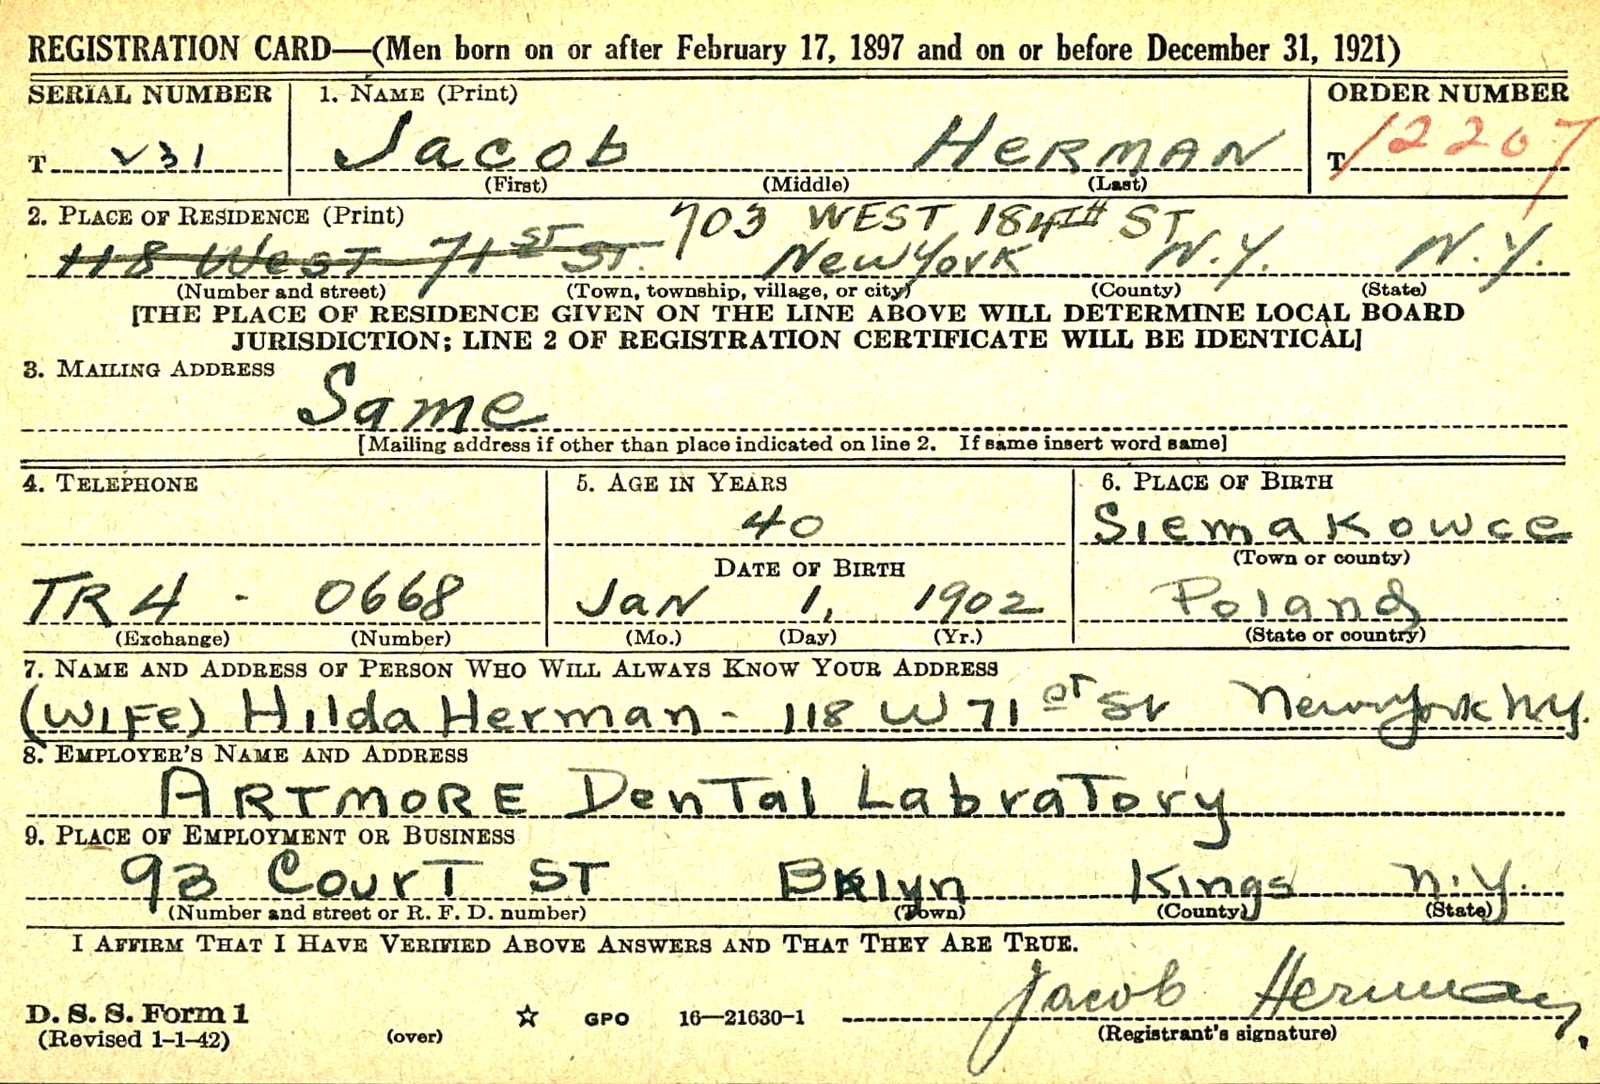 REGISTRATION CARD—(Men born on or after February 17, 1897 and on or before December 31, 1921)
SERIAL NUMBER 1. NAME (Print) ORDER NUMBER
T 231 Jacob HERMAN T 12207
(First) (Middle) (Last)
2. PLACE OF RESIDENCE (Print) 703 WEST 184TH ST
118 West 71ST ST. New York N.Y. N.Y.
(Number and street) (Town, township, village, or city) (County) (State)
[THE PLACE OF RESIDENCE GIVEN ON THE LINE ABOVE WILL DETERMINE LOCAL BOARD
JURISDICTION; LINE 2 OF REGISTRATION CERTIFICATE WILL BE IDENTICAL]
3. MAILING ADDRESS
Same
[Mailing address if other than place indicated on line 2. If same insert word same]
4. TELEPHONE 5. AGE IN YEARS 6. PLACE OF BIRTH
40 Siemakowce
(Town or county)
DATE OF BIRTH
TR 4 - 0668 Jan 1, 1902 Poland
(Exchange) (Number) (Mo.) (Day) (Yr.) (State or country)
7. NAME AND ADDRESS OF PERSON WHO WILL ALWAYS KNOW YOUR ADDRESS
(WIFE) Hilda Herman - 118 W 71 ST St New York N.Y.
8. EMPLOYER'S NAME AND ADDRESS
ARTMORE Dental Labratory
9. PLACE OF EMPLOYMENT OR BUSINESS
93 Court ST Bklyn Kings N.Y.
(Number and street or R. F. D. number) (Town) (County) (State)
I AFFIRM THAT I HAVE VERIFIED ABOVE ANSWERS AND THAT THEY ARE TRUE.
Jacob Herman.
D. S. S. Form 1 GPO 16—21630-1
(Revised 1-1-42) (over) (Registrant's signature)